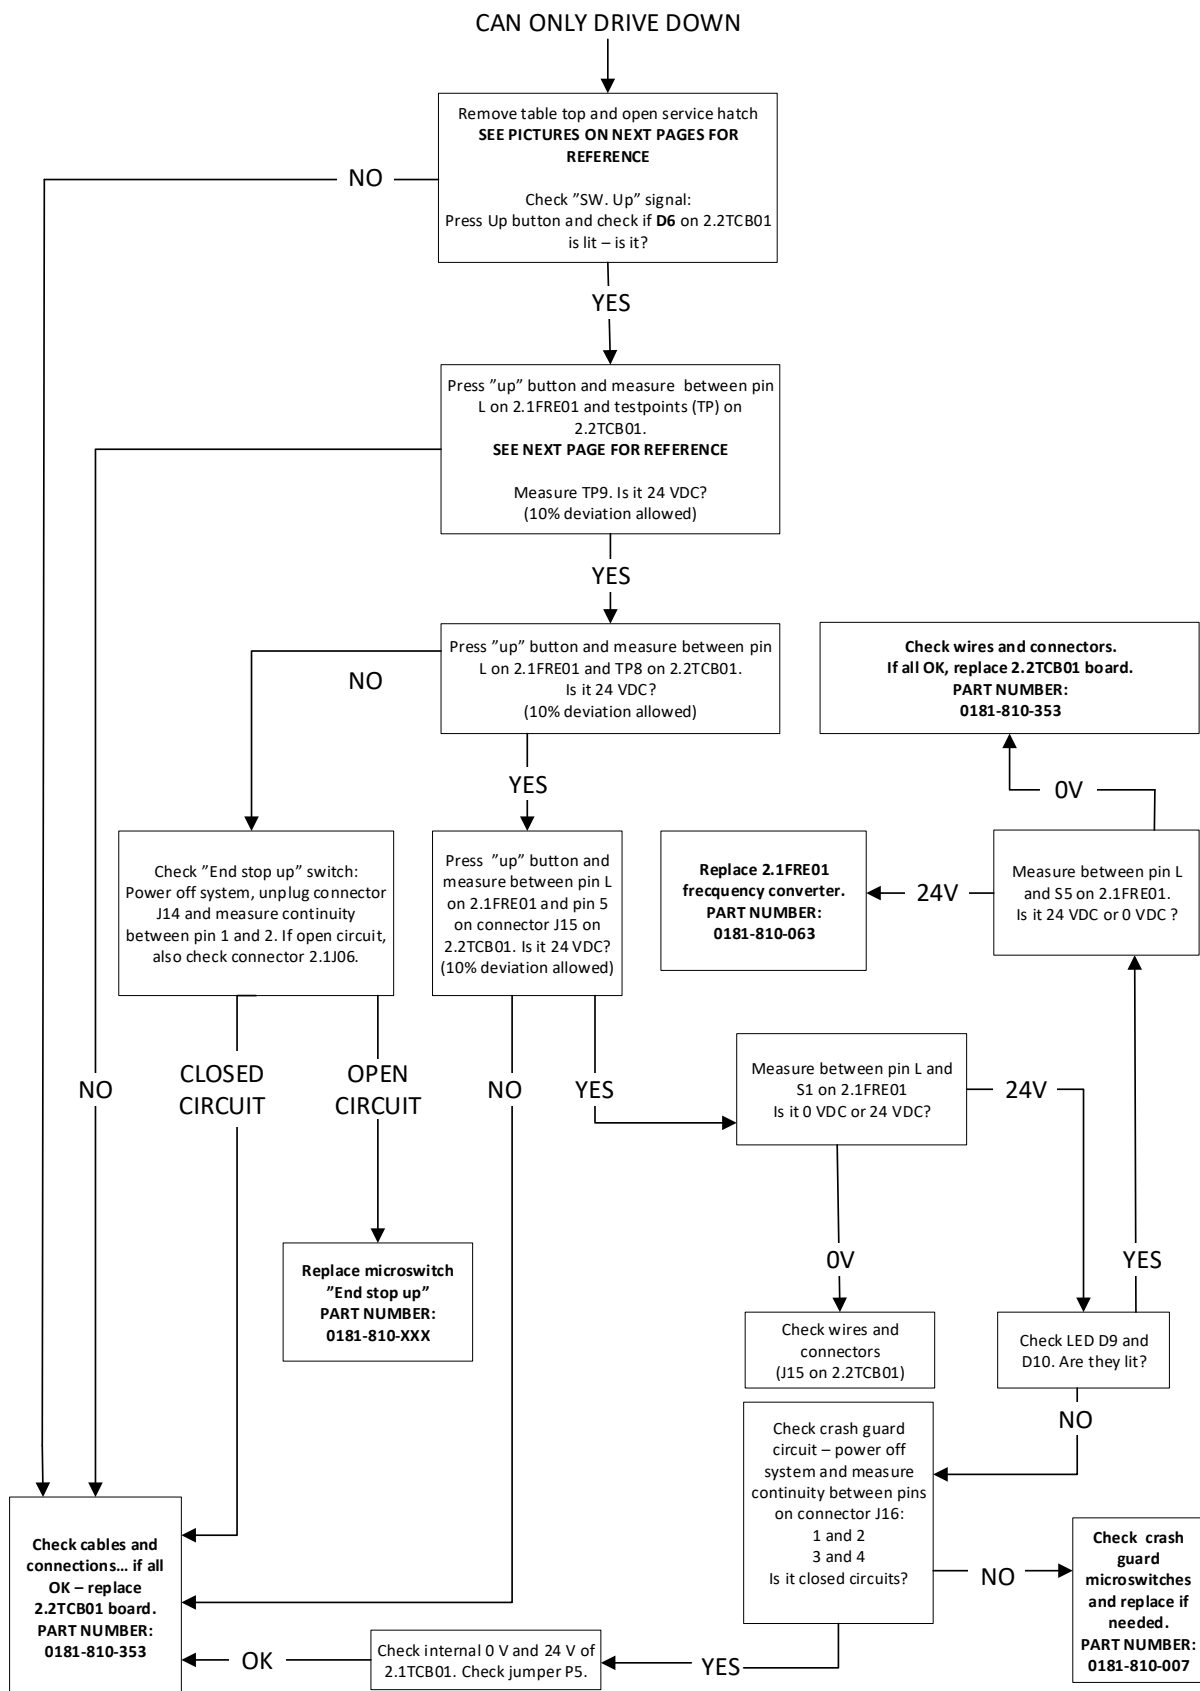 CAN ONLY DRIVE DOWN
Remove table top and open service hatch
SEE PICTURES ON NEXT PAGES FOR
REFERENCE
Check ”SW. Up” signal:
Press Up button and check if D6 on 2.2TCB01
is lit – is it?
NO
YES
Press ”up” button and measure between pin
L on 2.1FRE01 and testpoints (TP) on
2.2TCB01.
SEE NEXT PAGE FOR REFERENCE
Measure TP9. Is it 24 VDC?
(10% deviation allowed)
NO
YES
Press ”up” button and measure between pin
L on 2.1FRE01 and TP8 on 2.2TCB01.
Is it 24 VDC?
(10% deviation allowed)
NO
YES
Check wires and connectors.
If all OK, replace 2.2TCB01 board.
PART NUMBER:
0181-810-353
0V
Check ”End stop up” switch:
Power off system, unplug connector
J14 and measure continuity
between pin 1 and 2. If open circuit,
also check connector 2.1J06.
Press ”up” button and
measure between pin L
on 2.1FRE01 and pin 5
on connector J15 on
2.2TCB01. Is it 24 VDC?
(10% deviation allowed)
Replace 2.1FRE01
frecquency converter.
PART NUMBER:
0181-810-063
24V
Measure between pin L
and S5 on 2.1FRE01.
Is it 24 VDC or 0 VDC ?
CLOSED
CIRCUIT
OPEN
CIRCUIT
NO
YES
Measure between pin L and
S1 on 2.1FRE01
Is it 0 VDC or 24 VDC?
24V
0V
YES
Replace microswitch
”End stop up”
PART NUMBER:
0181-810-XXX
Check wires and
connectors
(J15 on 2.2TCB01)
Check LED D9 and
D10. Are they lit?
NO
Check crash guard
circuit – power off
system and measure
continuity between pins
on connector J16:
1 and 2
3 and 4
Is it closed circuits?
NO
Check crash
guard
microswitches
and replace if
needed.
PART NUMBER:
0181-810-007
YES
Check internal 0 V and 24 V of
2.1TCB01. Check jumper P5.
OK
Check cables and
connections… if all
OK – replace
2.2TCB01 board.
PART NUMBER:
0181-810-353